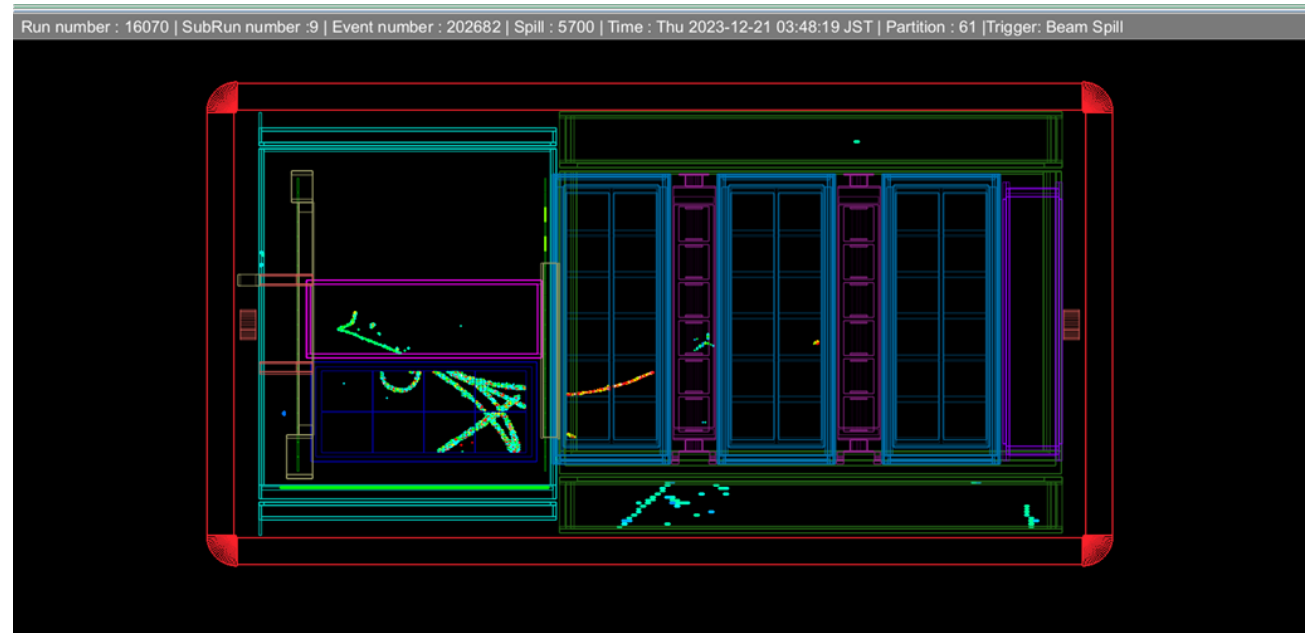 Run number : 16070 | SubRun number :9 | Event number : 202682 | Spill : 5700 | Time : Thu 2023-12-21 03:48:19 JST | Partition : 61 |Trigger: Beam Spill